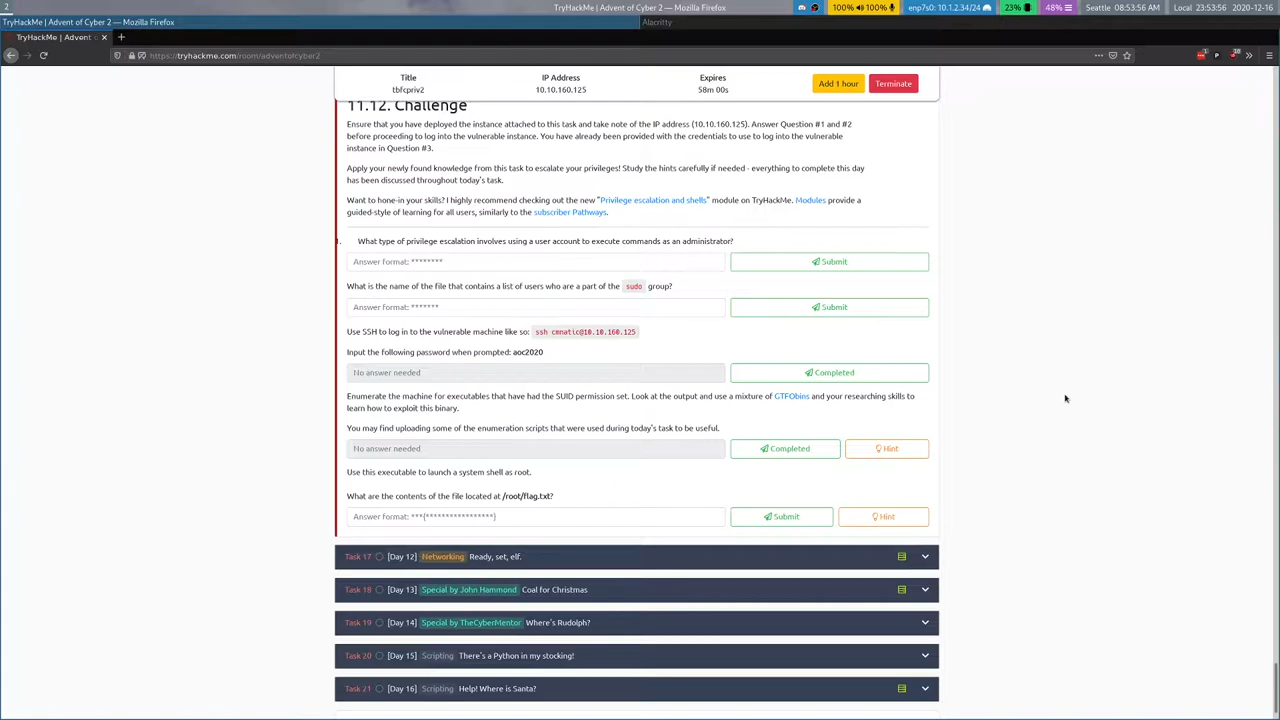 2
TryHackMe | Advent of Cyber 2 — Mozilla Firefox
100% 100%
enp7s0: 10.1.2.34/24
23%
48%
Seattle 08:53:56 AM
Local 23:53:56
2020-12-16
TryHackMe | Advent of Cyber 2 — Mozilla Firefox
Alacritty
TryHackMe | Advent
https://tryhackme.com/room/adventofcyber2
Title
IP Address
Expires
tbfcpriv2
10.10.160.125
58m 00s
Add 1 hour
Terminate
11.12. Challenge
Ensure that you have deployed the instance attached to this task and take note of the IP address (10.10.160.125). Answer Question #1 and #2
before proceeding to log into the vulnerable instance. You have already been provided with the credentials to use to log into the vulnerable
instance in Question #3.
Apply your newly found knowledge from this task to escalate your privileges! Study the hints carefully if needed - everything to complete this day
has been discussed throughout today's task.
Want to hone-in your skills? I highly recommend checking out the new "Privilege escalation and shells" module on TryHackMe. Modules provide a
guided-style of learning for all users, similarly to the subscriber Pathways.
What type of privilege escalation involves using a user account to execute commands as an administrator?
Answer format: ********
Submit
What is the name of the file that contains a list of users who are a part of the sudo group?
Answer format: *******
Submit
Use SSH to log in to the vulnerable machine like so: ssh cmnatic@10.10.160.125
Input the following password when prompted: aoc2020
No answer needed
Completed
Enumerate the machine for executables that have had the SUID permission set. Look at the output and use a mixture of GTFObins and your researching skills to
learn how to exploit this binary.
You may find uploading some of the enumeration scripts that were used during today's task to be useful.
No answer needed
Completed
Hint
Use this executable to launch a system shell as root.
What are the contents of the file located at /root/flag.txt?
Answer format: ***{****************}
Submit
Hint
Task 17 [Day 12] Networking Ready, set, elf.
Task 18 [Day 13] Special by John Hammond Coal for Christmas
Task 19 [Day 14] Special by TheCyberMentor Where's Rudolph?
Task 20 [Day 15] Scripting There's a Python in my stocking!
Task 21 [Day 16] Scripting Help! Where is Santa?